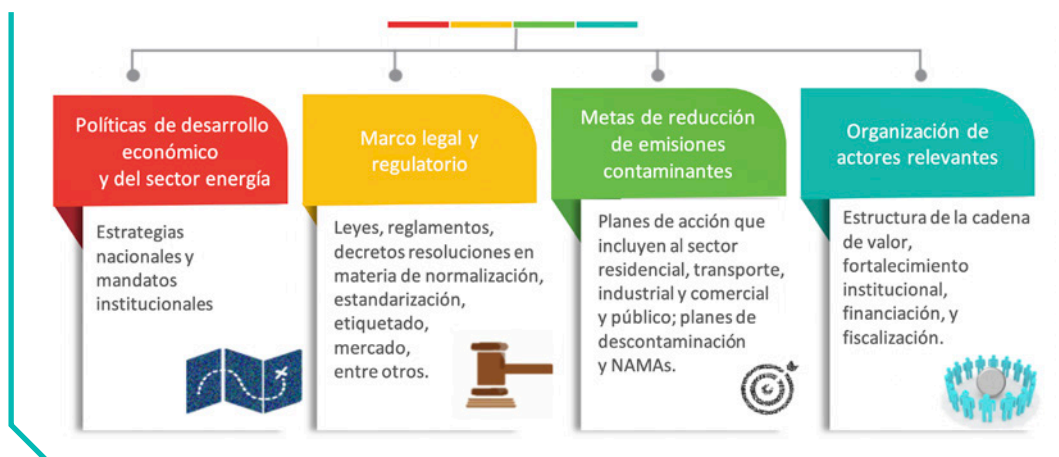 Políticas de desarrollo
económico
y del sector energía
Estrategias
nacionales y
mandatos
institucionales
Marco legal y
regulatorio
Leyes, reglamentos,
decretos resoluciones en
materia de normalización,
estandarización,
etiquetado,
mercado,
entre otros.
Metas de reducción
de emisiones
contaminantes
Planes de acción que
incluyen al sector
residencial, transporte,
industrial y comercial
y público; planes de
descontaminación
y NAMAs.
Organización de
actores relevantes
Estructura de la cadena
de valor,
fortalecimiento
institucional,
financiación, y
fiscalización.